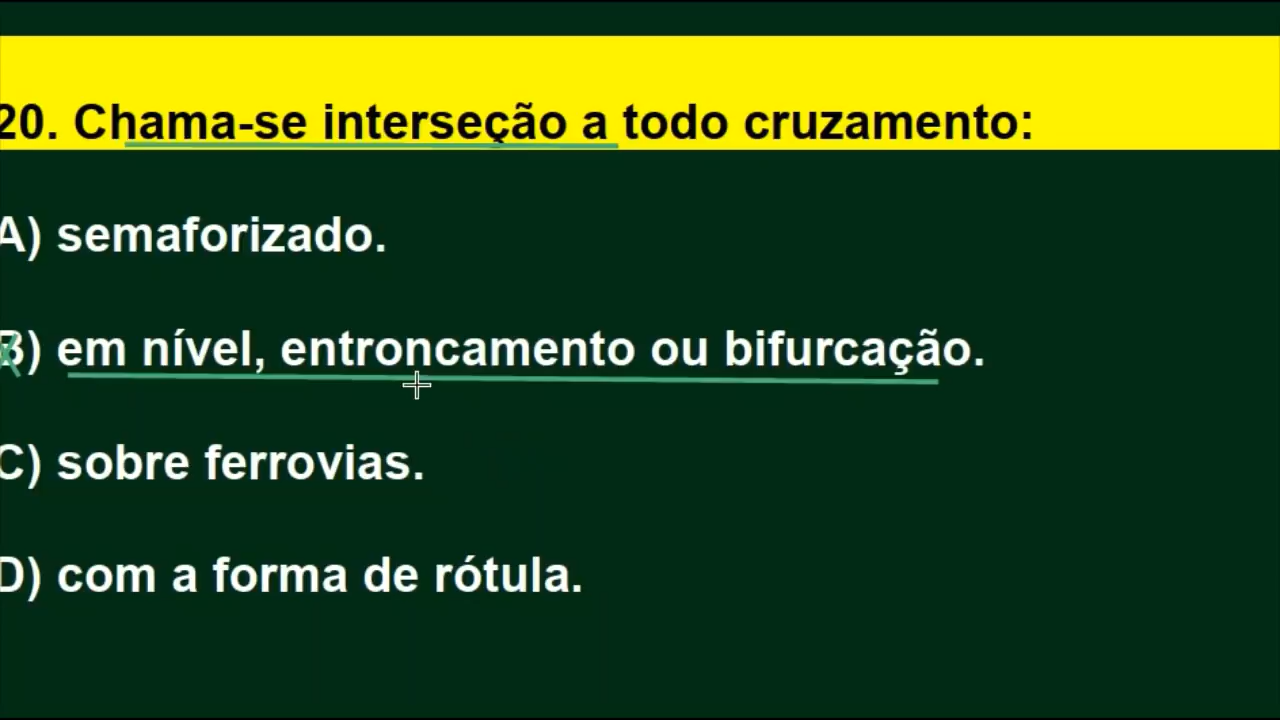 20. Chama-se interseção a todo cruzamento:
A) semaforizado.
B) em nível, entroncamento ou bifurcação.
C) sobre ferrovias.
D) com a forma de rótula.